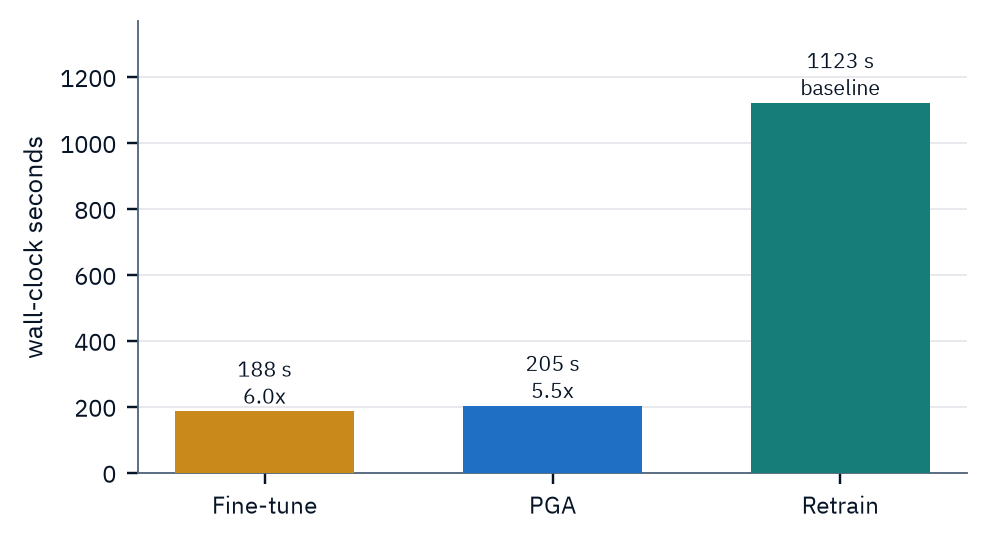 wall-clock seconds
1200
1000
800
600
400
200
0
188 s
6.0x
205 s
5.5x
1123 s
baseline
Fine-tune
PGA
Retrain